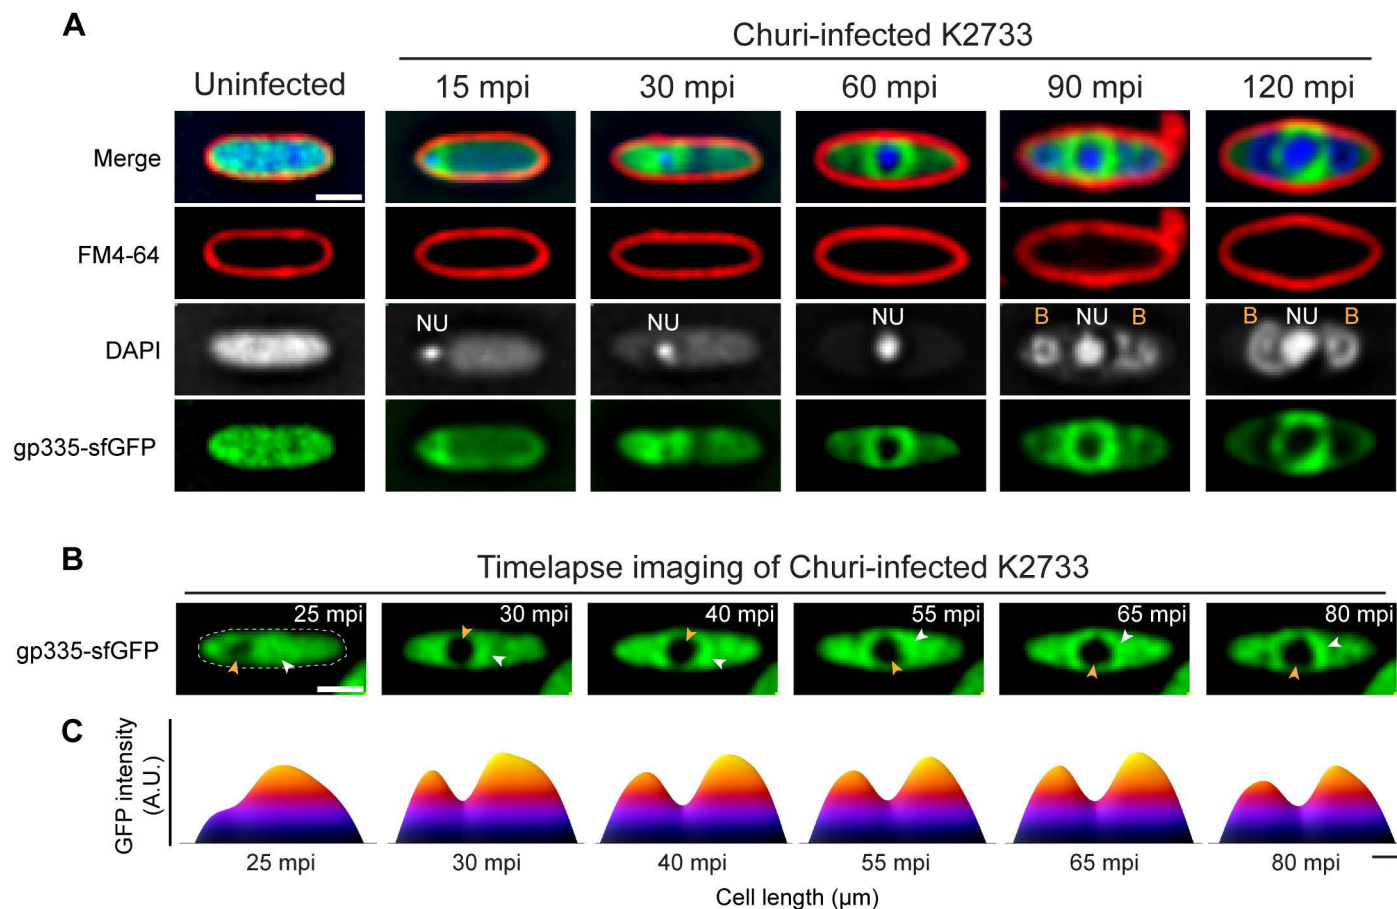 A
Churi-infected K2733
Uninfected 15 mpi 30 mpi 60 mpi 90 mpi 120 mpi
Merge
FM4-64
DAPI NU NU NU B NU B B NU B
gp335-sfGFP
B
Timelapse imaging of Churi-infected K2733
gp335-sfGFP 25 mpi 30 mpi 40 mpi 55 mpi 65 mpi 80 mpi
C
GFP intensity
(A.U.)
25 mpi 30 mpi 40 mpi 55 mpi 65 mpi 80 mpi
Cell length (μm)